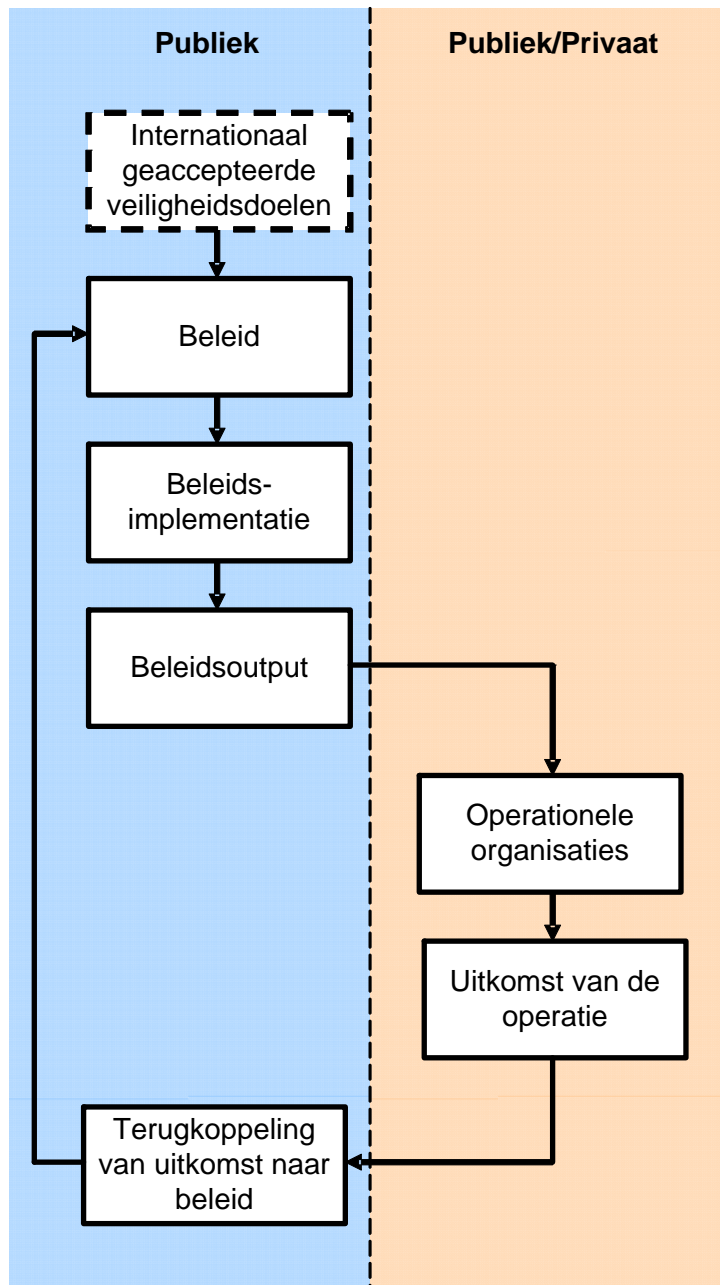 Publiek
Publiek/Privaat
Internationaal
geaccepteerde
veiligheidsdoelen
Beleid
Beleids-
implementatie
Beleidsoutput
Operationele
organisaties
Uitkomst van de
operatie
Terugkoppeling
van uitkomst naar
beleid